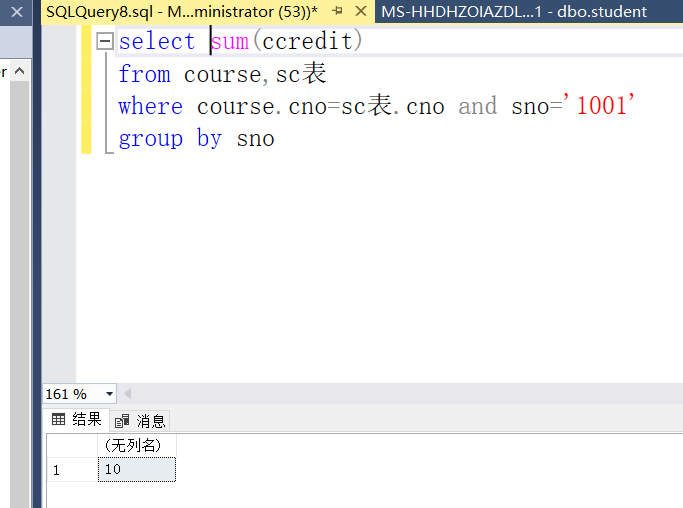 SQLQuery8.sql - M...ministrator (53))*
MS-HHDHZOIAZDL...1 - dbo.student
er
select sum(ccredit)
from course,sc表
where course.cno=sc表.cno and sno='1001'
group by sno
161 %
结果
消息
(无列名)
1
10